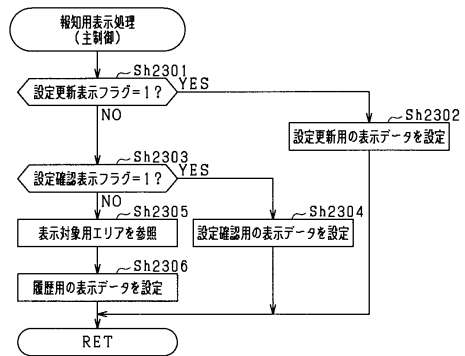 報知用表示処理
(主制御)
Sh2301
設定更新表示フラグ=1?
YES
NO
Sh2302
設定更新用の表示データを設定
Sh2303
設定確認表示フラグ=1?
YES
NO
Sh2305
表示対象用エリアを参照
Sh2304
設定確認用の表示データを設定
Sh2306
履歴用の表示データを設定
RET